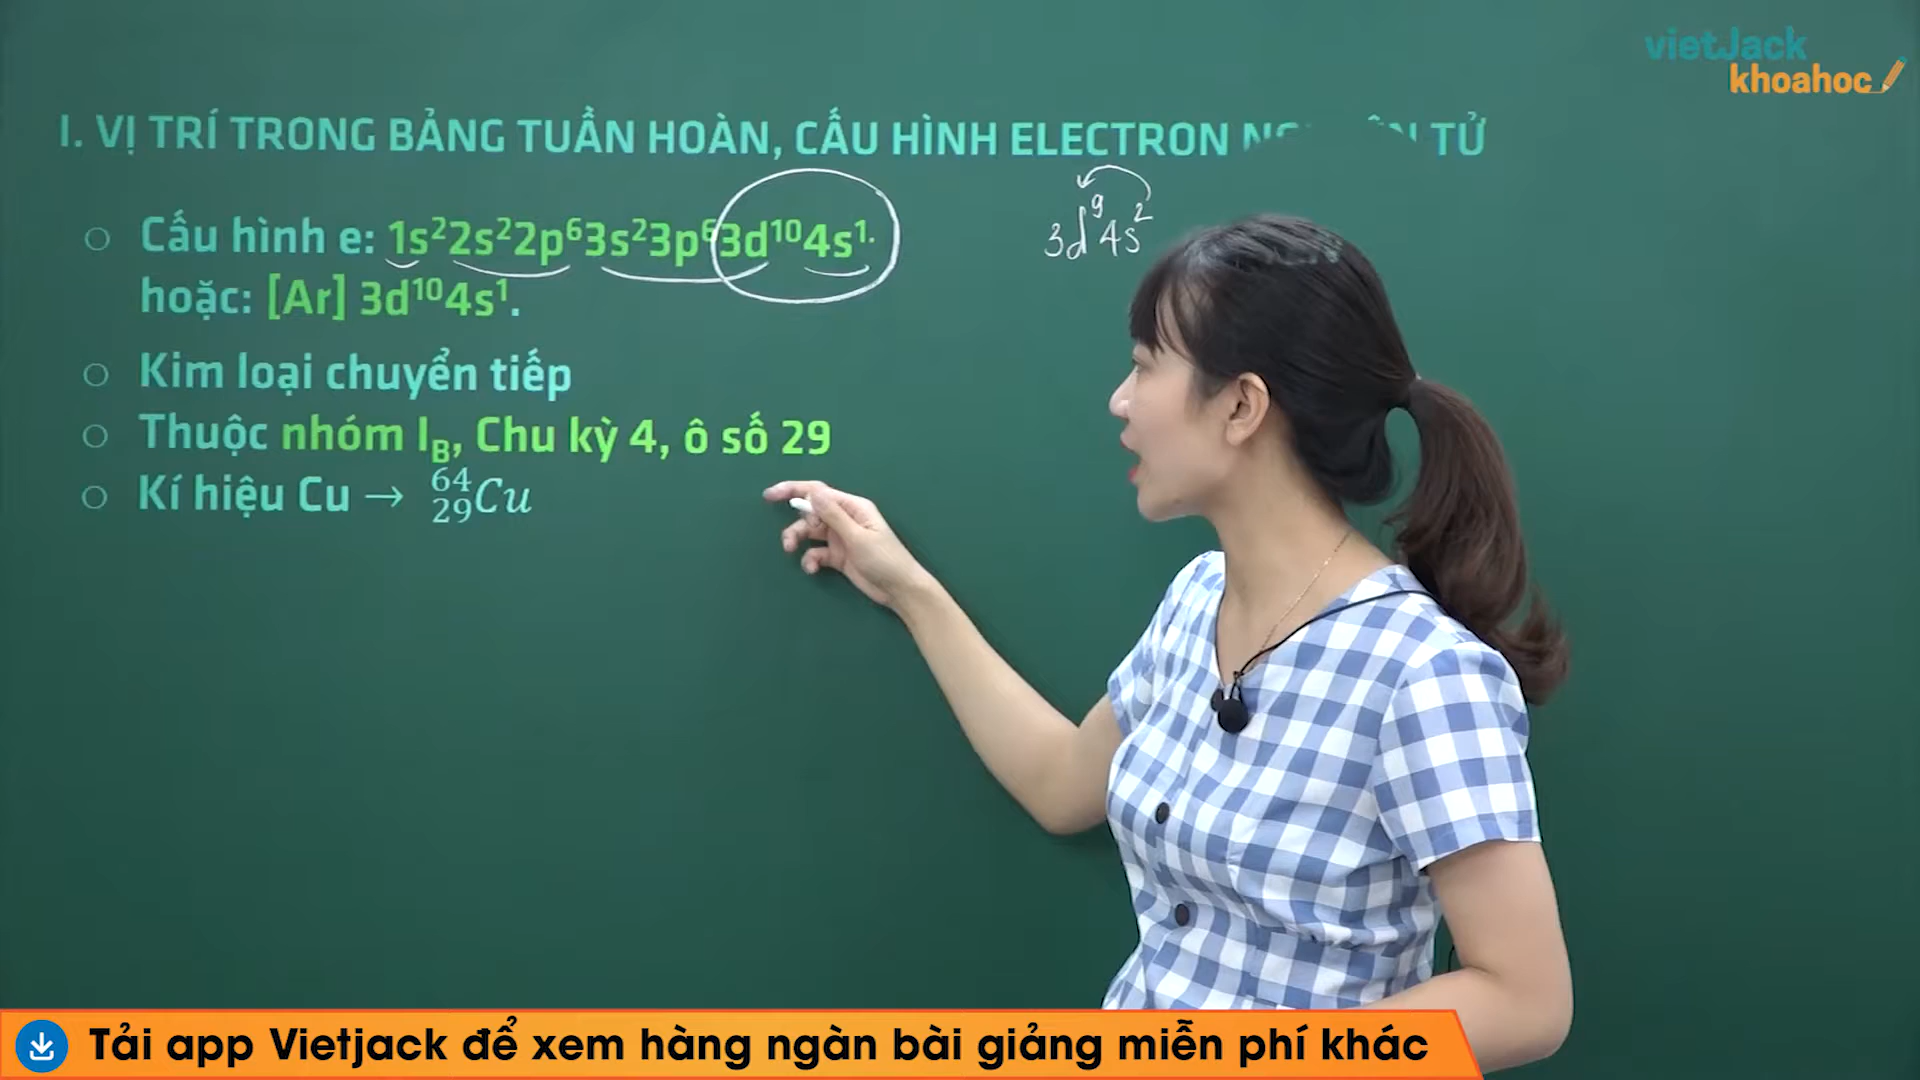 vietJack
khoahoc
I. VỊ TRÍ TRONG BẢNG TUẦN HOÀN, CẤU HÌNH ELECTRON TỬ
3d⁹4s²
Cấu hình e: 1s²2s²2p⁶3s²3p⁶3d¹⁰4s¹.
hoặc: [Ar] 3d¹⁰4s¹.
Kim loại chuyển tiếp
Thuộc nhóm I_B, Chu kỳ 4, ô số 29
Kí hiệu Cu → ⁶⁴₂₉Cu
Tải app Vietjack để xem hàng ngàn bài giảng miễn phí khác